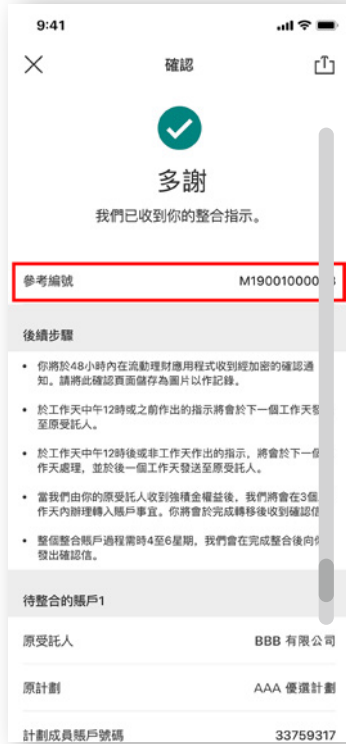 9:41
確認
多謝
我們已收到你的整合指示。
參考編號 M19001000
後續步驟
• 你將於48小時內在流動理財應用程式收到經加密的確認通
知。請將此確認頁面儲存為圖片以作記錄。
• 於工作天中午12時或之前作出的指示將會於下一個工作天發
至原受託人。
• 於工作天中午12時後或非工作天作出的指示，將會於下一個
作天處理，並於後一個工作天發送至原受託人。
• 當我們由你的原受託人收到強積金權益後，我們將會在3個
作天內辦理轉入賬戶事宜。你將會於完成轉移後收到確認信
• 整個整合賬戶過程需時4至6星期，我們會在完成整合後向
發出確認信。
待整合的賬戶1
原受託人 BBB 有限公司
原計劃 AAA 優選計劃
計劃成員賬戶號碼 33759317